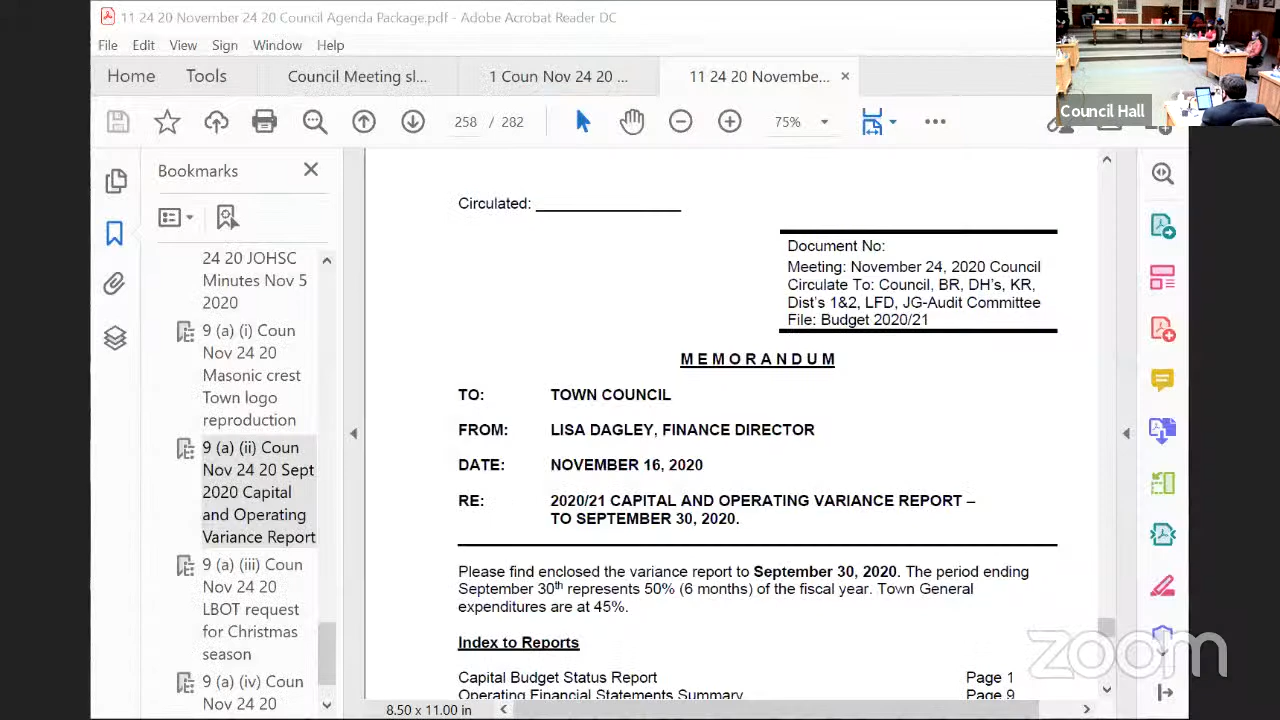 11 24 20 November 24 20 Council Agenda Package.pdf - Adobe Acrobat Reader DC
File Edit View Sign Window Help
Home Tools Council Meeting sl... 1 Coun Nov 24 20 ... 11 24 20 Novembe... ×
238 / 282 75%
Council Hall
Bookmarks
24 20 JOHSC
Minutes Nov 5
2020
9 (a) (i) Coun
Nov 24 20
Masonic crest
Town logo
reproduction
9 (a) (ii) Coun
Nov 24 20 Sept
2020 Capital
and Operating
Variance Report
9 (a) (iii) Coun
Nov 24 20
LBOT request
for Christmas
season
9 (a) (iv) Coun
Nov 24 20
Circulated: ________________
Document No:
Meeting: November 24, 2020 Council
Circulate To: Council, BR, DH's, KR,
Dist's 1&2, LFD, JG-Audit Committee
File: Budget 2020/21
MEMORANDUM
TO: TOWN COUNCIL
FROM: LISA DAGLEY, FINANCE DIRECTOR
DATE: NOVEMBER 16, 2020
RE: 2020/21 CAPITAL AND OPERATING VARIANCE REPORT –
TO SEPTEMBER 30, 2020.
Please find enclosed the variance report to September 30, 2020. The period ending
September 30th represents 50% (6 months) of the fiscal year. Town General
expenditures are at 45%.
Index to Reports
Capital Budget Status Report Page 1
Operating Financial Statements Summary Page 9
8.50 x 11.00 in
zoom